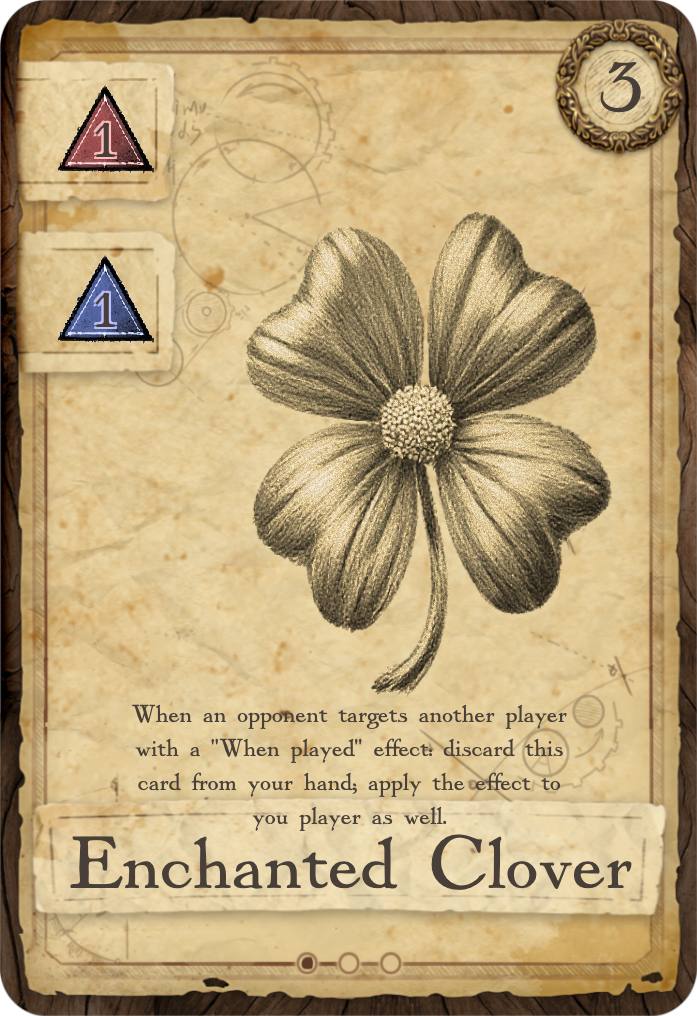 3
1
1
When an opponent targets another player
with a "When played" effect: discard this
card from your hand; apply the effect to
you player as well.
Enchanted Clover